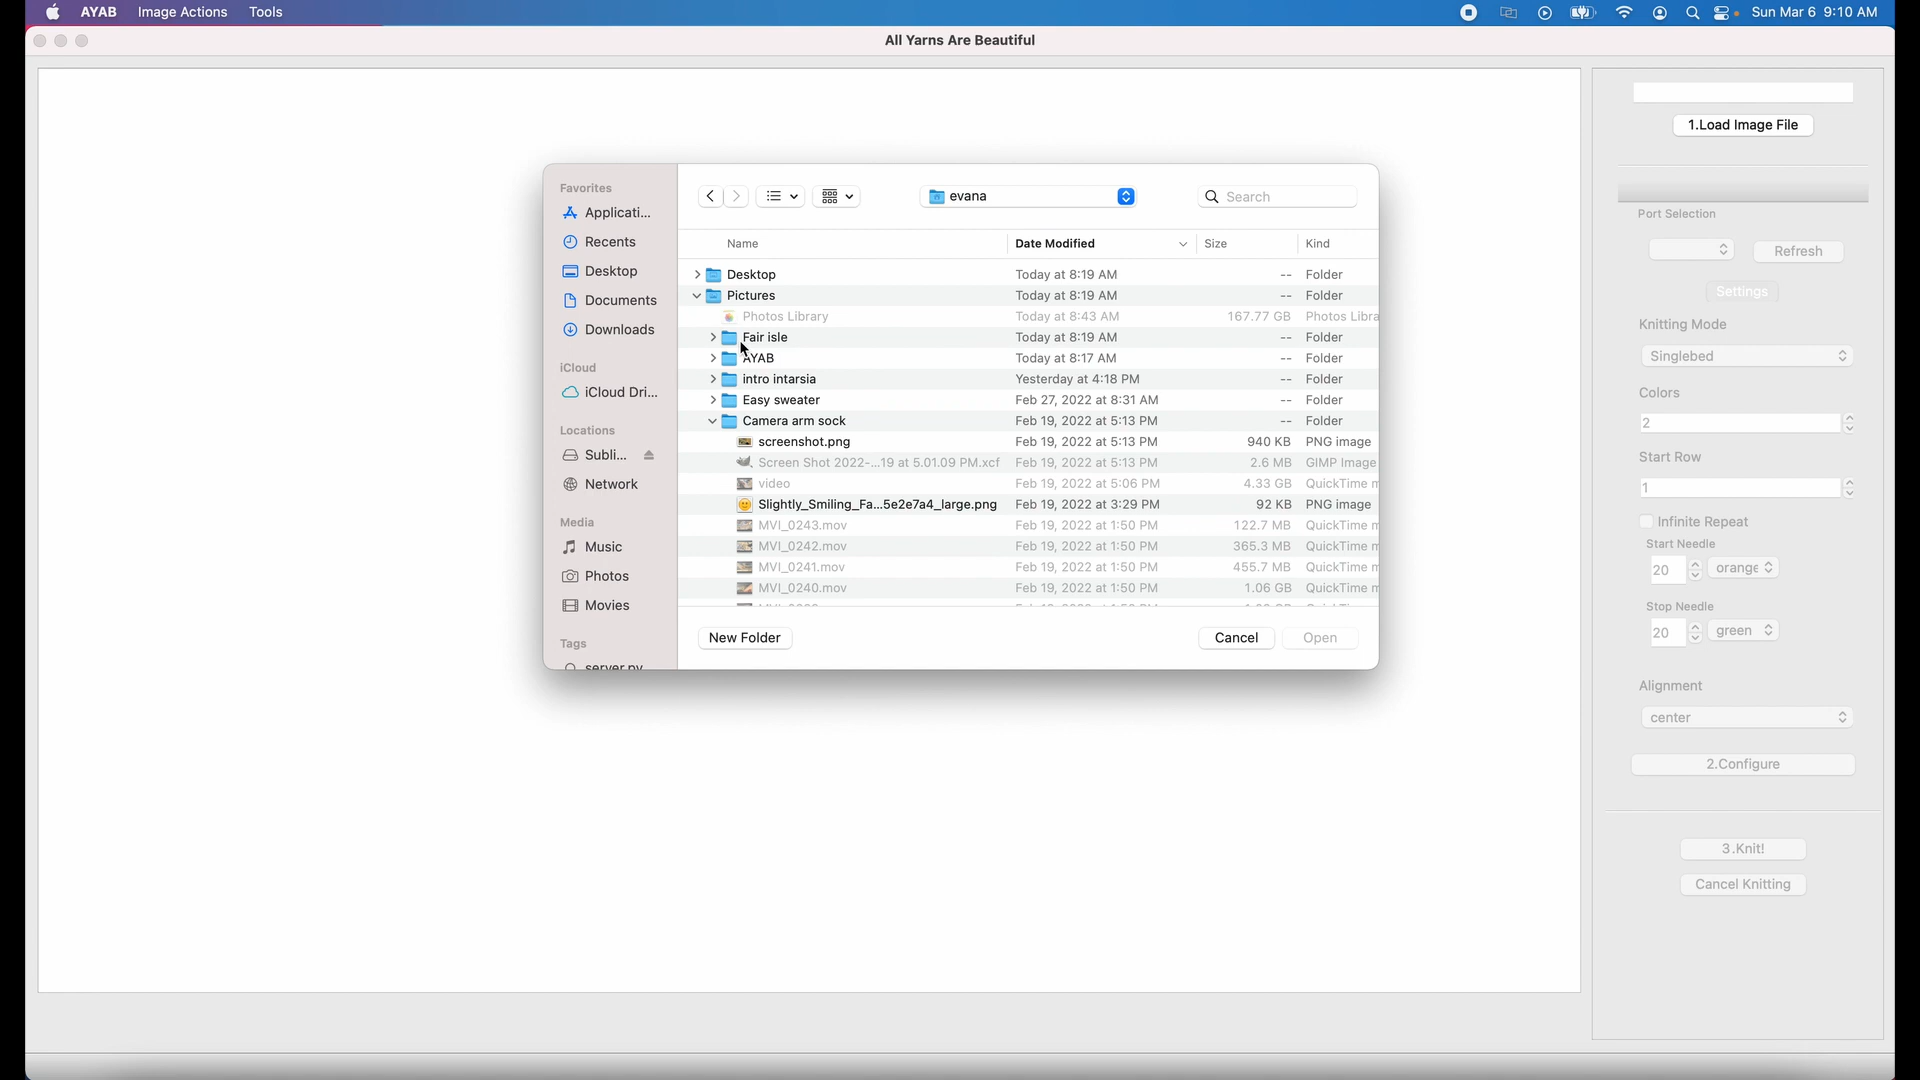 AYAB Image Actions Tools Sun Mar 6 9:10 AM
All Yarns Are Beautiful
1.Load Image File
Port Selection
Refresh
Settings
Knitting Mode
Singlebed
Colors
2
Start Row
1
Infinite Repeat
Start Needle
20 orange
Stop Needle
20 green
Alignment
center
2.Configure
3.Knit!
Cancel Knitting
Favorites
Applicati...
Recents
Desktop
Documents
Downloads
iCloud
iCloud Dri...
Locations
Subli...
Network
Media
Music
Photos
Movies
Tags
server.py
evana
Search
Name Date Modified Size Kind
Desktop Today at 8:19 AM -- Folder
Pictures Today at 8:19 AM -- Folder
Photos Library Today at 8:43 AM 167.77 GB Photos Libra
Fair isle Today at 8:19 AM -- Folder
AYAB Today at 8:17 AM -- Folder
intro intarsia Yesterday at 4:18 PM -- Folder
Easy sweater Feb 27, 2022 at 8:31 AM -- Folder
Camera arm sock Feb 19, 2022 at 5:13 PM -- Folder
screenshot.png Feb 19, 2022 at 5:13 PM 940 KB PNG image
Screen Shot 2022-...19 at 5.01.09 PM.xcf Feb 19, 2022 at 5:13 PM 2.6 MB GIMP Image
video Feb 19, 2022 at 5:06 PM 4.33 GB QuickTime m
Slightly_Smiling_Fa...5e2e7a4_large.png Feb 19, 2022 at 3:29 PM 92 KB PNG image
MVI_0243.mov Feb 19, 2022 at 1:50 PM 122.7 MB QuickTime m
MVI_0242.mov Feb 19, 2022 at 1:50 PM 365.3 MB QuickTime m
MVI_0241.mov Feb 19, 2022 at 1:50 PM 455.7 MB QuickTime m
MVI_0240.mov Feb 19, 2022 at 1:50 PM 1.06 GB QuickTime m
New Folder Cancel Open